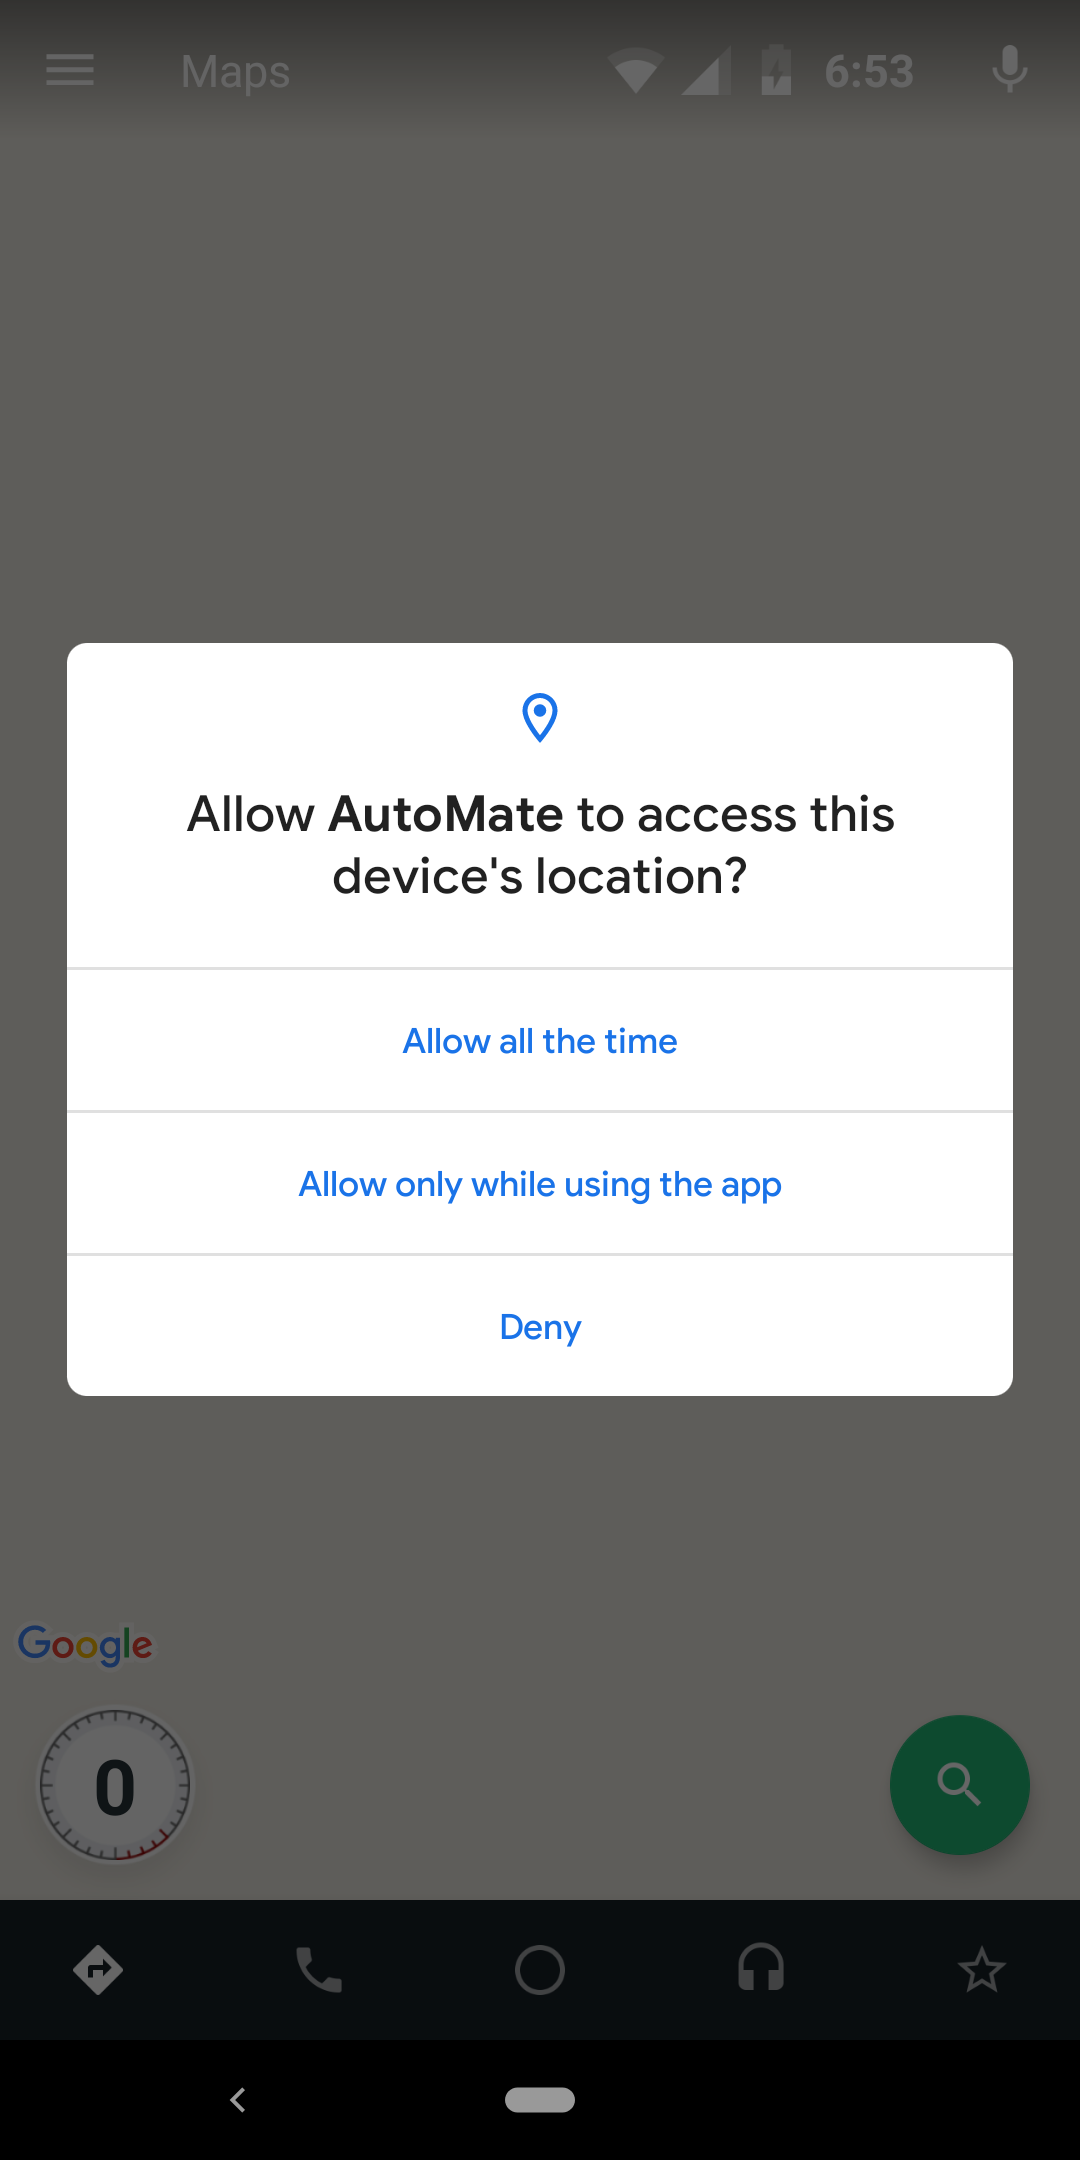 Maps
6:53
Allow AutoMate to access this
device's location?
Allow all the time
Allow only while using the app
Deny
Google
0